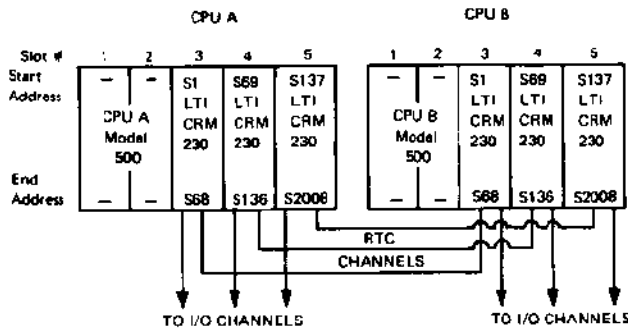 CPU A CPU B
Slot # 1 2 3 4 5 1 2 3 4 5
Start — — S1 S69 S137 — — S1 S69 S137
Address LTI LTI LTI LTI LTI LTI
CPU A CRM CRM CRM CPU B CRM CRM CRM
Model 230 230 230 Model 230 230 230
500 500
End
Address — — S68 S136 S2008 — — S68 S136 S2008
RTC
CHANNELS
TO I/O CHANNELS TO I/O CHANNELS